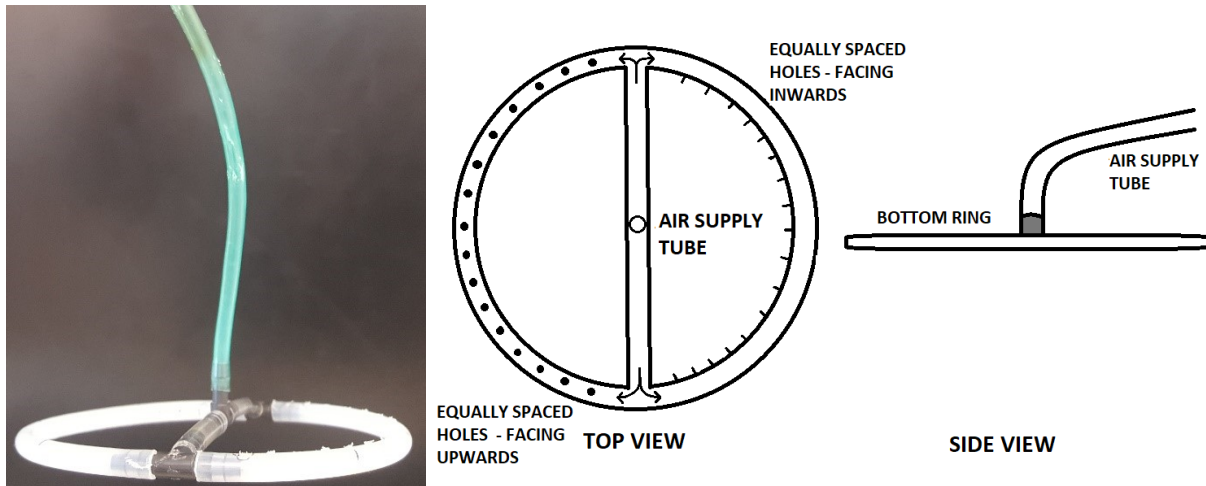 EQUALLY SPACED
HOLES - FACING
INWARDS
AIR SUPPLY
TUBE
EQUALLY SPACED
HOLES - FACING
UPWARDS
TOP VIEW
AIR SUPPLY
TUBE
BOTTOM RING
SIDE VIEW